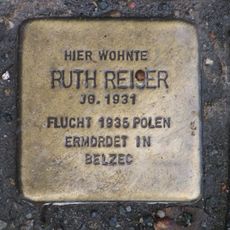 HIER WOHNTE
RUTH REISER
JG. 1931
FLUCHT 1935 POLEN
ERMORDET IN
BELZEC